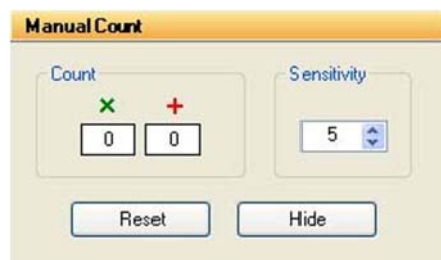 Manual Count
Count
Sensitivity
× +
0 0
5
Reset Hide